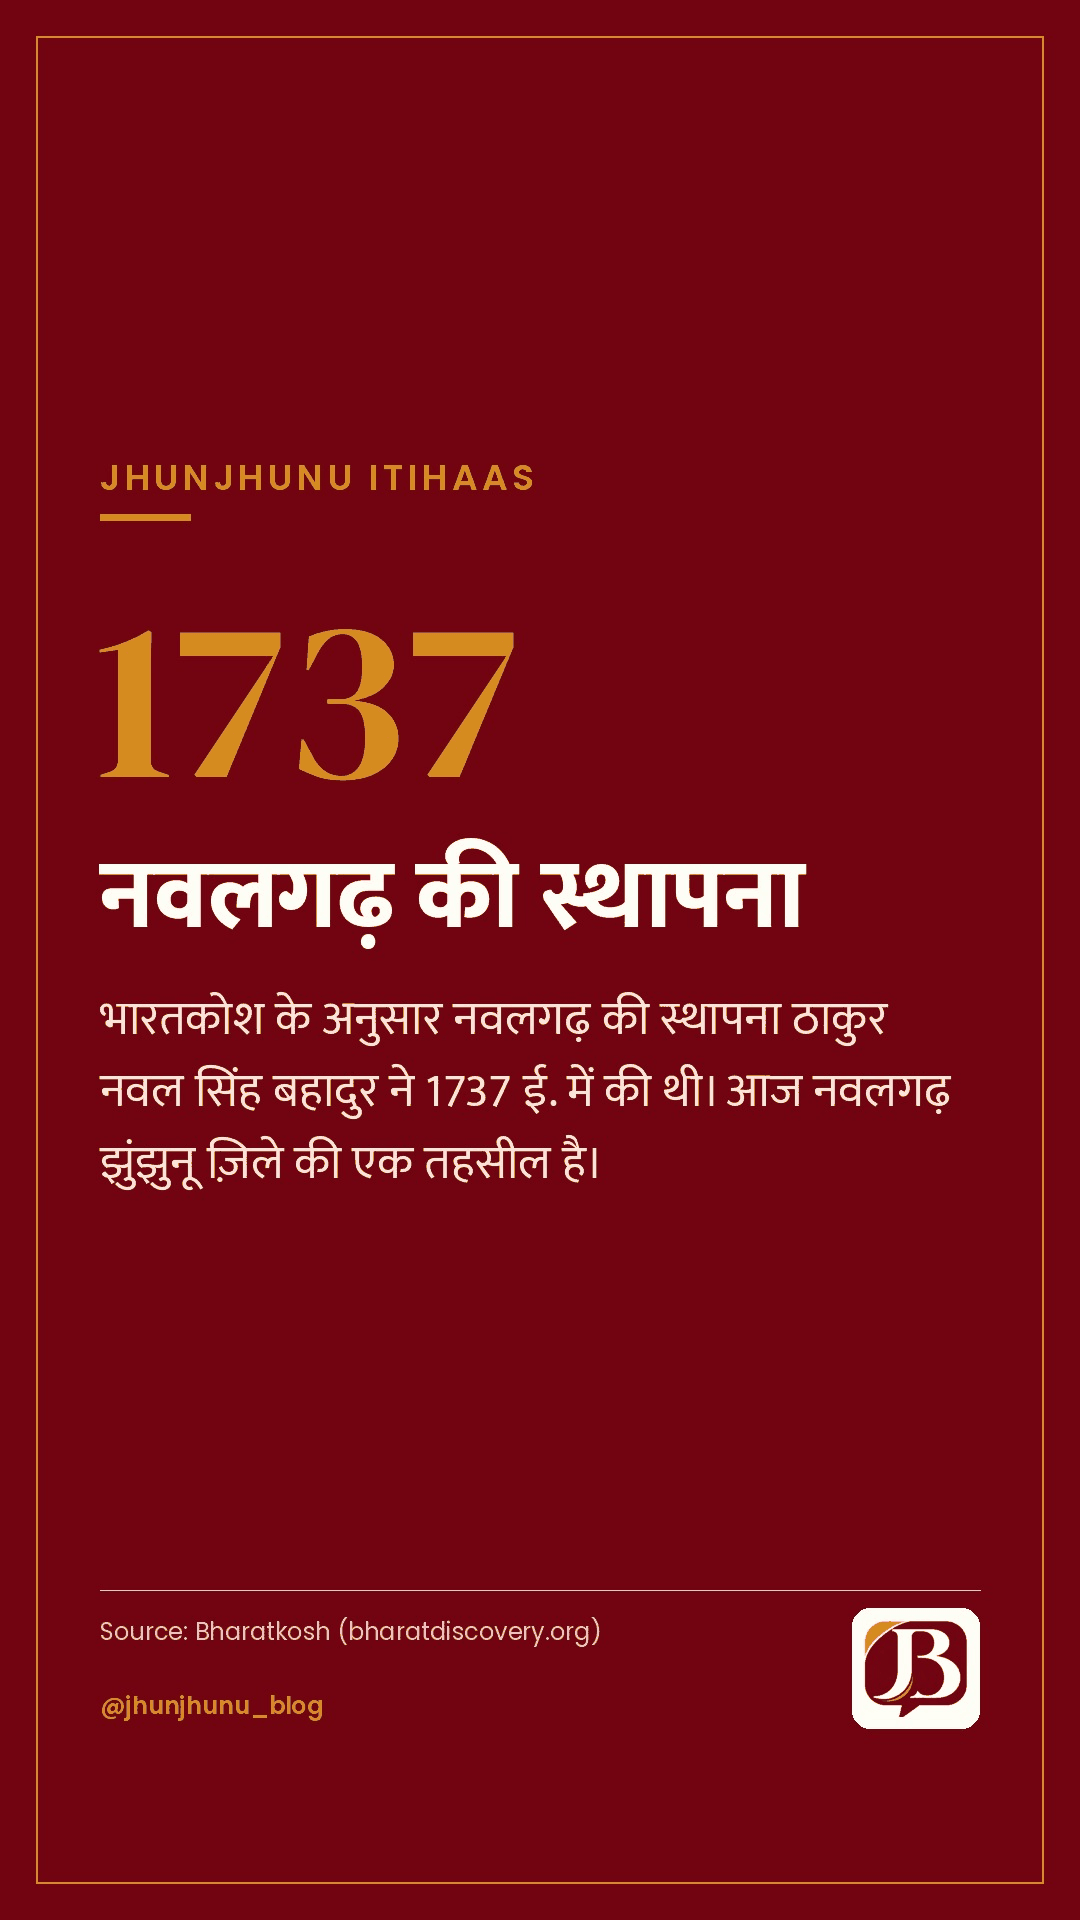 JHUNJHUNU ITIHAAS
1737
नवलगढ़ की स्थापना
भारतकोश के अनुसार नवलगढ़ की स्थापना ठाकुर
नवल सिंह बहादुर ने 1737 ई. में की थी। आज नवलगढ़
झुंझुनू ज़िले की एक तहसील है।
Source: Bharatkosh (bharatdiscovery.org)
@jhunjhunu_blog
JB